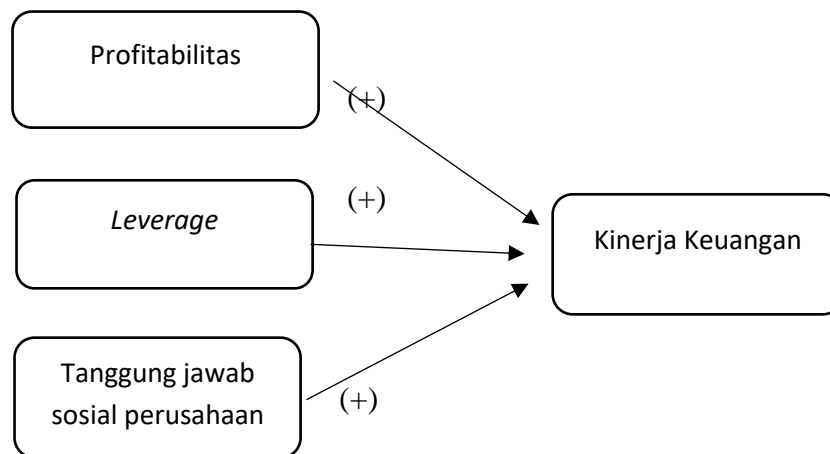 Profitabilitas
(+)
Leverage
(+)
Kinerja Keuangan
Tanggung jawab
sosial perusahaan
(+)